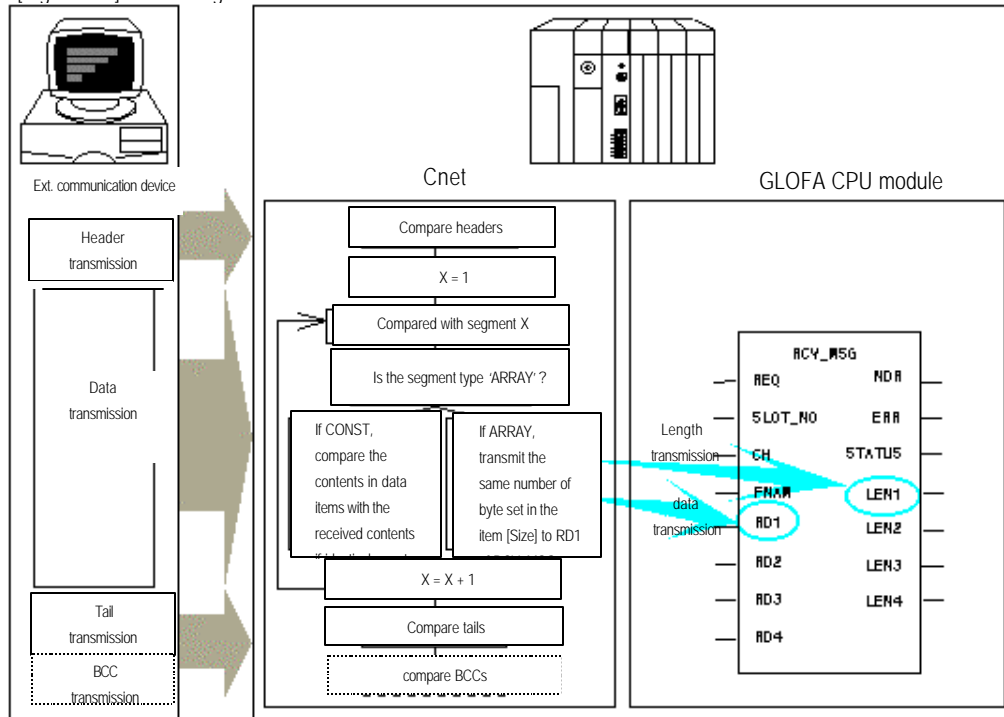 Ext. communication device
Header
transmission
Data
transmission
Tail
transmission
BCC
transmission
Cnet
Compare headers
X = 1
Compared with segment X
Is the segment type ‘ARRAY’ ?
If CONST,
compare the
contents in data
items with the
received contents
If ARRAY,
transmit the
same number of
byte set in the
item [Size] to RD1
X = X + 1
Compare tails
compare BCCs
GLOFA CPU module
Length
transmission
data
transmission
RCV_MSG
REQ
NDR
SLOT_NO
ERR
CH
STATUS
FNAM
LEN1
RD1
LEN2
RD2
LEN3
RD3
LEN4
RD4